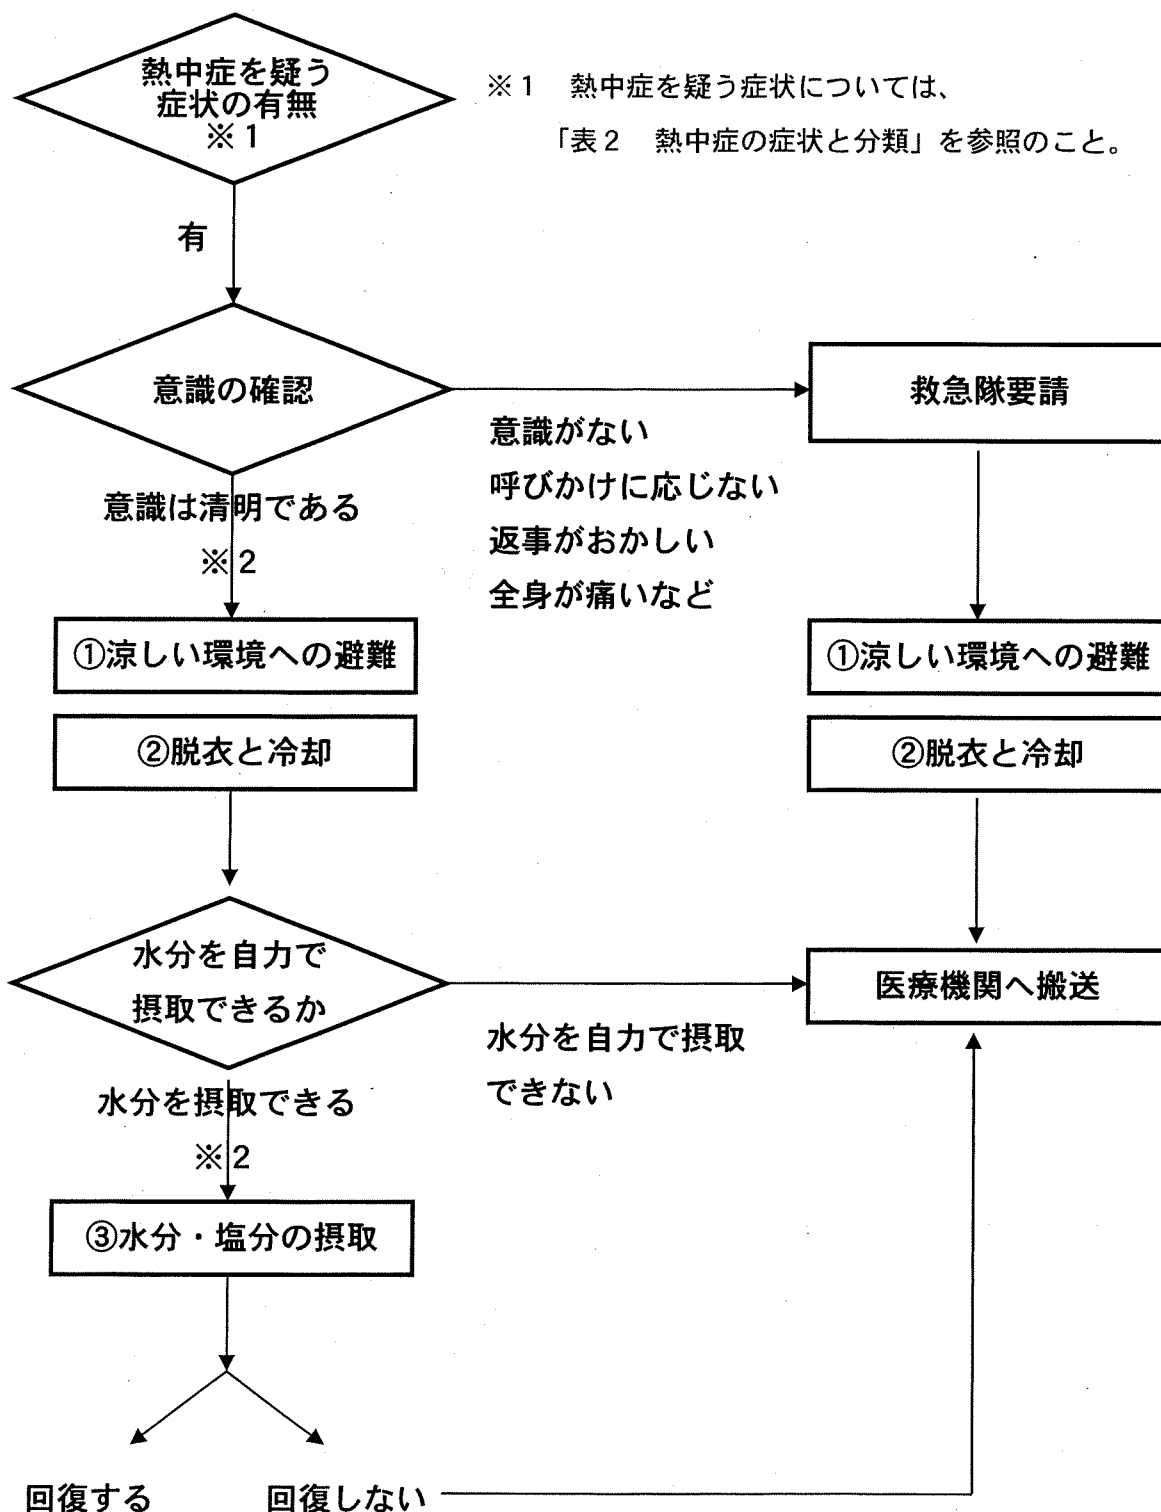 熱中症を疑う
症状の有無
※1
※1　熱中症を疑う症状については、
「表2　熱中症の症状と分類」を参照のこと。
有
意識の確認
救急隊要請
意識がない
呼びかけに応じない
返事がおかしい
全身が痛いなど
意識は清明である
※2
①涼しい環境への避難
①涼しい環境への避難
②脱衣と冷却
②脱衣と冷却
水分を自力で
摂取できるか
医療機関へ搬送
水分を自力で摂取
できない
水分を摂取できる
※2
③水分・塩分の摂取
回復する
回復しない